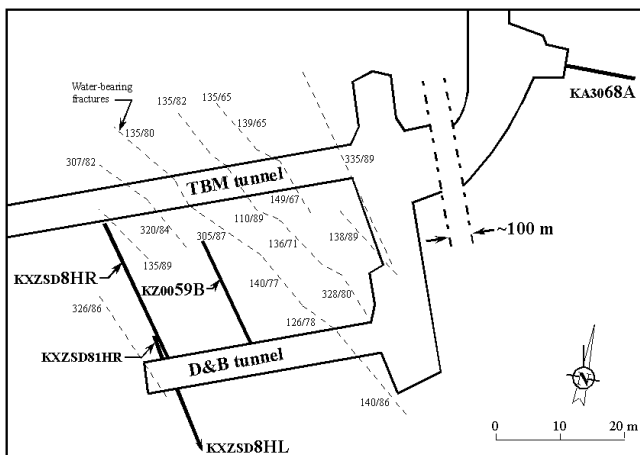 Water-bearing
fractures
135/82
135/65
KA3068A
139/65
135/80
307/82
335/89
TBM tunnel
149/67
110/89
~100 m
320/84
305/87
136/71
138/89
KXZSD8HR
135/89
KZ0059B
140/77
326/86
328/80
126/78
KXZSD81HR
D&B tunnel
N
140/86
0 10 20 m
KXZSD8HL